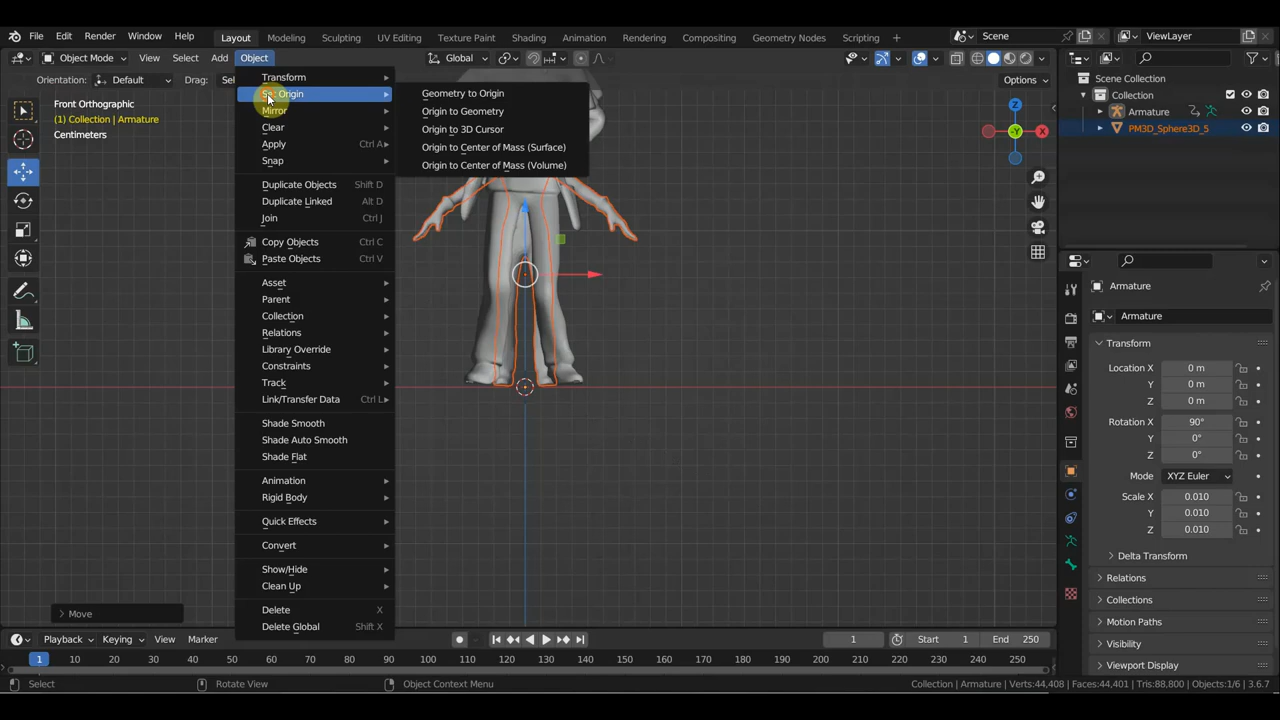 File Edit Render Window Help
Layout Modeling Sculpting UV Editing Texture Paint Shading Animation Rendering Compositing Geometry Nodes Scripting
Scene ViewLayer
Object Mode View Select Add Object Global
Orientation: Default Drag: Sel Options
Front Orthographic
(1) Collection | Armature
Centimeters
Transform
Set Origin
Mirror
Clear
Apply Ctrl A
Snap
Duplicate Objects Shift D
Duplicate Linked Alt D
Join Ctrl J
Copy Objects Ctrl C
Paste Objects Ctrl V
Asset
Parent
Collection
Relations
Library Override
Constraints
Track
Link/Transfer Data Ctrl L
Shade Smooth
Shade Auto Smooth
Shade Flat
Animation
Rigid Body
Quick Effects
Convert
Show/Hide
Clean Up
Delete X
Delete Global Shift X
Geometry to Origin
Origin to Geometry
Origin to 3D Cursor
Origin to Center of Mass (Surface)
Origin to Center of Mass (Volume)
Z
-Y
X
Move
Scene Collection
Collection
Armature
PM3D_Sphere3D_5
Armature
Armature
Transform
Location X 0 m
Y 0 m
Z 0 m
Rotation X 90°
Y 0°
Z 0°
Mode XYZ Euler
Scale X 0.010
Y 0.010
Z 0.010
Delta Transform
Relations
Collections
Motion Paths
Visibility
Viewport Display
Playback Keying View Marker 1 Start 1 End 250
1 10 20 30 40 50 60 70 80 90 100 110 120 130 140 150 160 170 180 190 200 210 220 230 240 250
Select Rotate View Object Context Menu Collection | Armature | Verts:44,408 | Faces:44,401 | Tris:88,800 | Objects:1/6 | 3.6.7